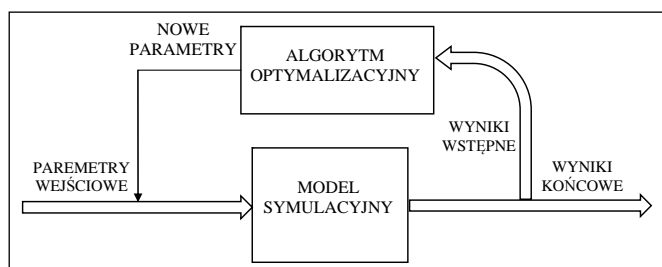 NOWE
PARAMETRY
ALGORYTM
OPTYMALIZACYJNY
WYNIKI
WSTĘPNE
PAREMETRY
WEJŚCIOWE
WYNIKI
KOŃCOWE
MODEL
SYMULACYJNY